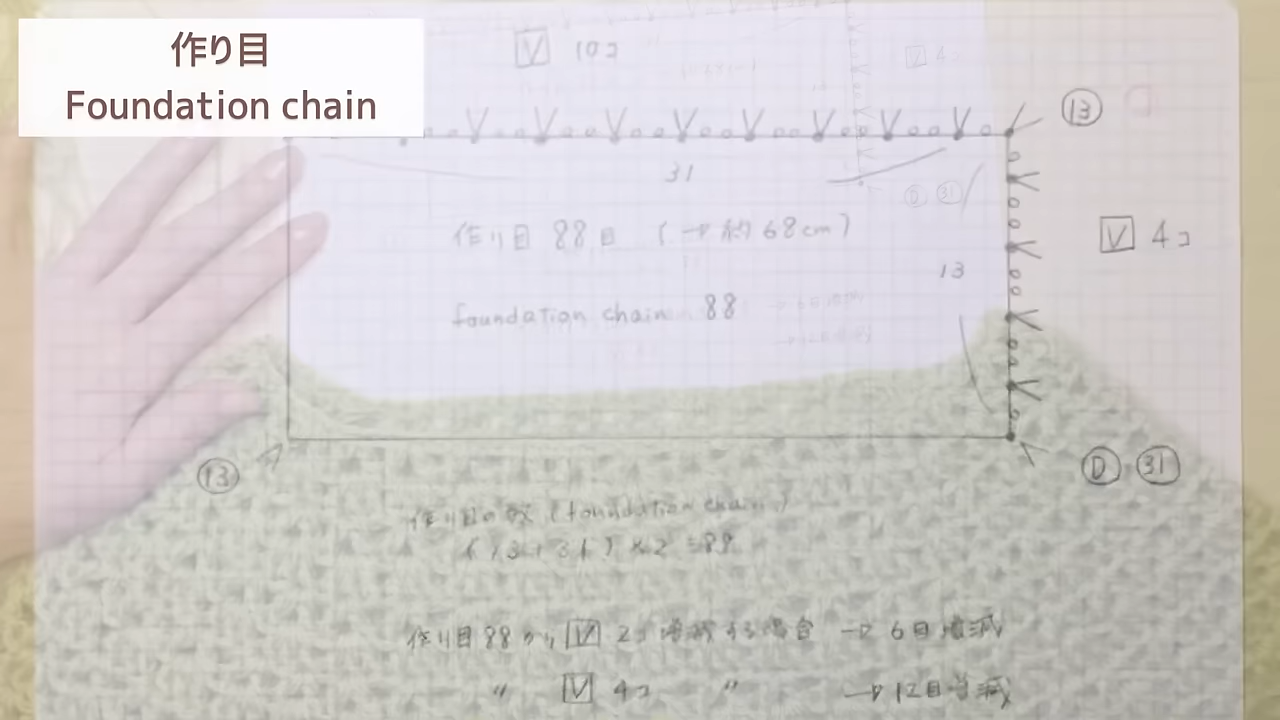 作り目
Foundation chain
V 10コ
13
31
作り目 88目 (→ 約68cm)
V 4コ
13
foundation chain 88
13
D 31
作り目の数 (foundation chain)
(13+31)×2=88
作り目88から V 2コ増減する場合 → 6目増減
〃 V 4コ 〃 → 12目増減